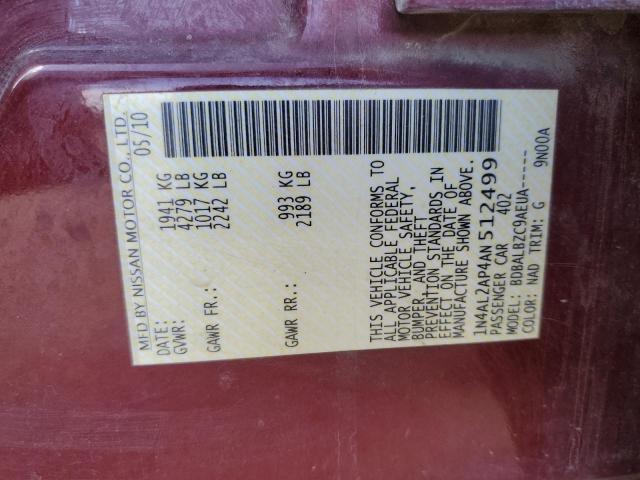 MFD BY NISSAN MOTOR CO., LTD.
DATE: 05/10
GVWR: 1941 KG
4279 LB
GAWR FR.: 1017 KG
2242 LB
GAWR RR.: 993 KG
2189 LB
THIS VEHICLE CONFORMS TO
ALL APPLICABLE FEDERAL
MOTOR VEHICLE SAFETY,
BUMPER, AND THEFT
PREVENTION STANDARDS IN
EFFECT ON THE DATE OF
MANUFACTURE SHOWN ABOVE.
1N4AL2AP4AN512499
PASSENGER CAR 402
MODEL: BDBALBZC9AEUA-----
COLOR: NAD TRIM: G 9N00A